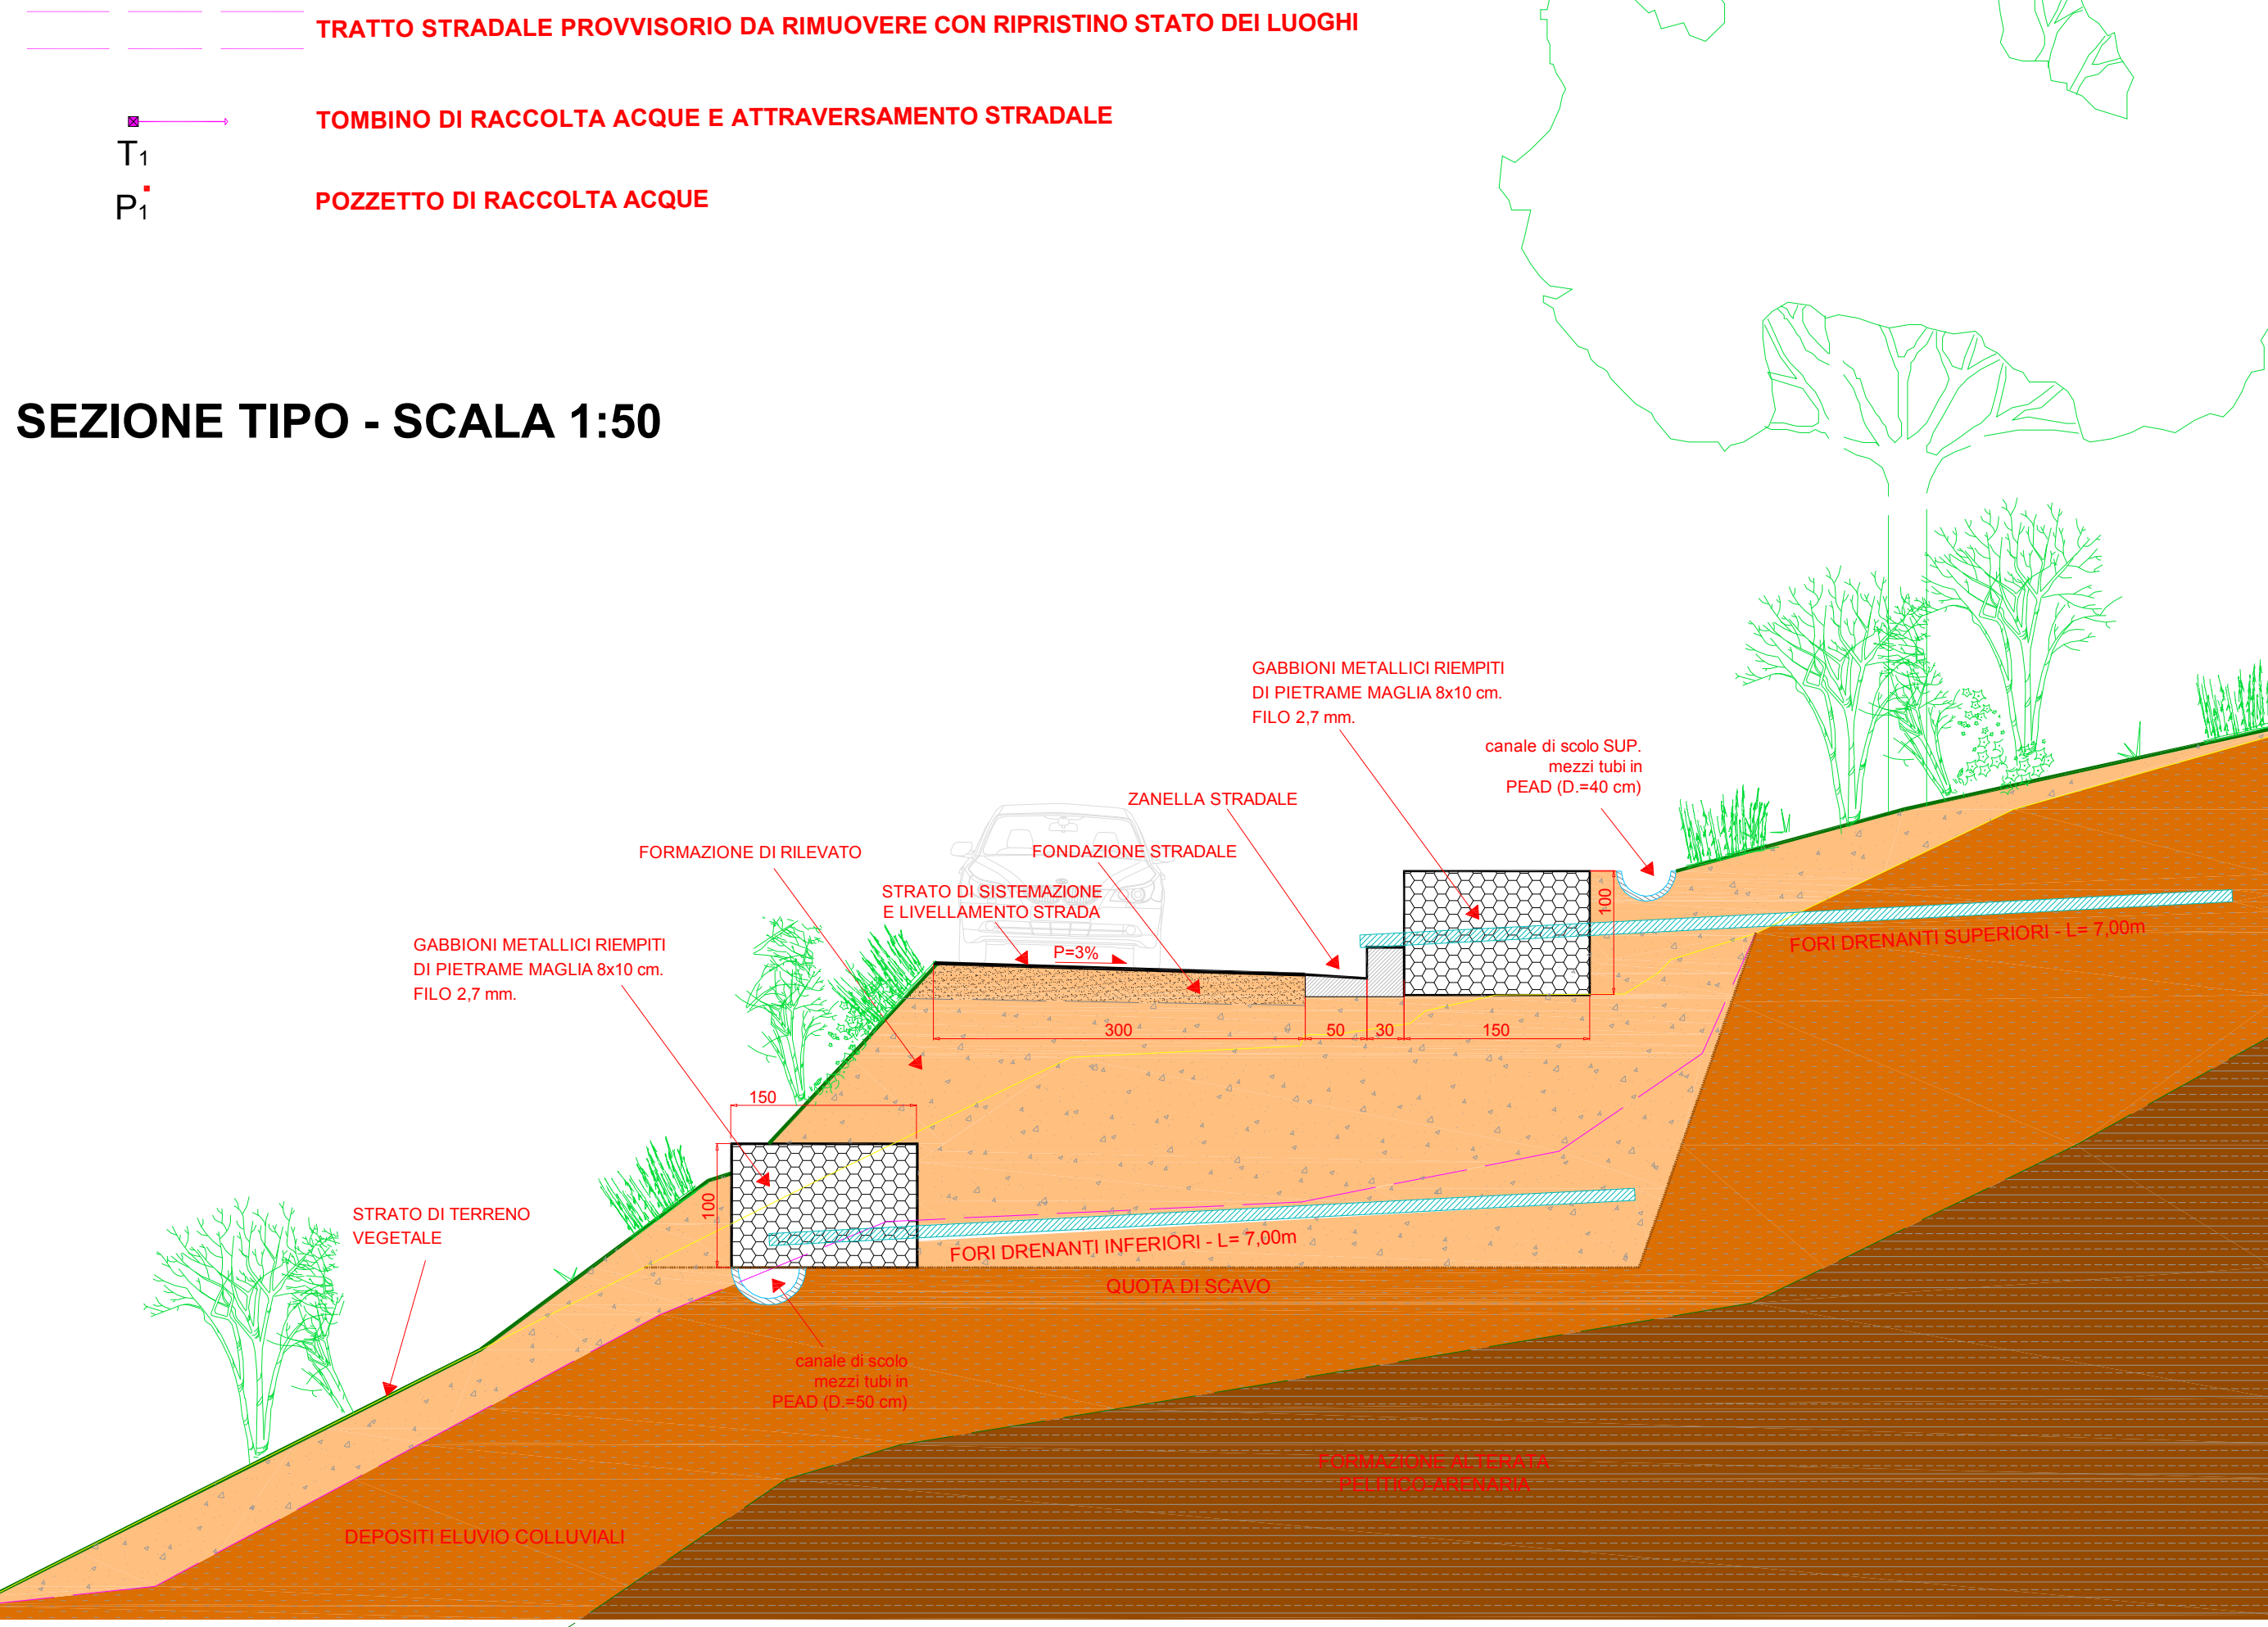 TRATTO STRADALE PROVVISORIO DA RIMUOVERE CON RIPRISTINO STATO DEI LUOGHI
TOMBINO DI RACCOLTA ACQUE E ATTRAVERSAMENTO STRADALE
T1
P1
POZZETTO DI RACCOLTA ACQUE
SEZIONE TIPO - SCALA 1:50
GABBIONI METALLICI RIEMPITI
DI PIETRAME MAGLIA 8x10 cm.
FILO 2,7 mm.
canale di scolo SUP.
mezzi tubi in
PEAD (D.=40 cm)
ZANELLA STRADALE
FORMAZIONE DI RILEVATO
FONDAZIONE STRADALE
STRATO DI SISTEMAZIONE
E LIVELLAMENTO STRADA
100
GABBIONI METALLICI RIEMPITI
DI PIETRAME MAGLIA 8x10 cm.
FILO 2,7 mm.
P=3%
FORI DRENANTI SUPERIORI - L= 7,00m
300
50
30
150
150
100
STRATO DI TERRENO
VEGETALE
FORI DRENANTI INFERIORI - L= 7,00m
QUOTA DI SCAVO
canale di scolo
mezzi tubi in
PEAD (D.=50 cm)
FORMAZIONE ALTERATA
PELITICO-ARENARIA
DEPOSITI ELUVIO COLLUVIALI